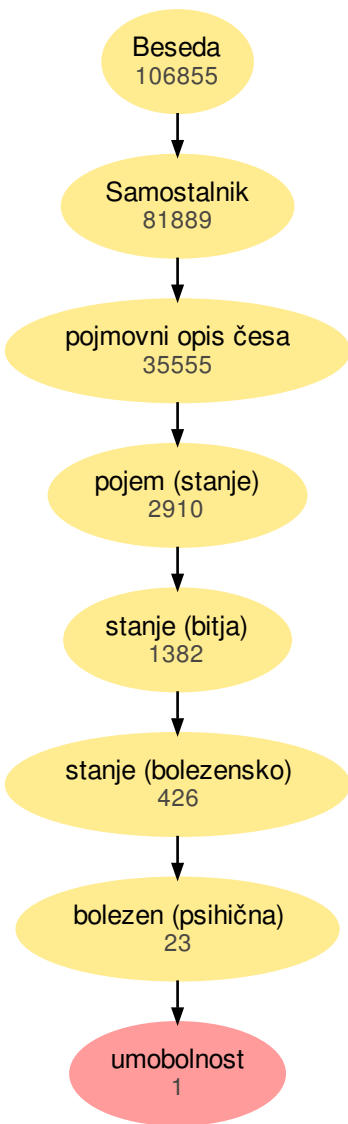 Beseda
106855
Samostalnik
81889
pojmovni opis česa
35555
pojem (stanje)
2910
stanje (bitja)
1382
stanje (bolezensko)
426
bolezen (psihična)
23
umobolnost
1